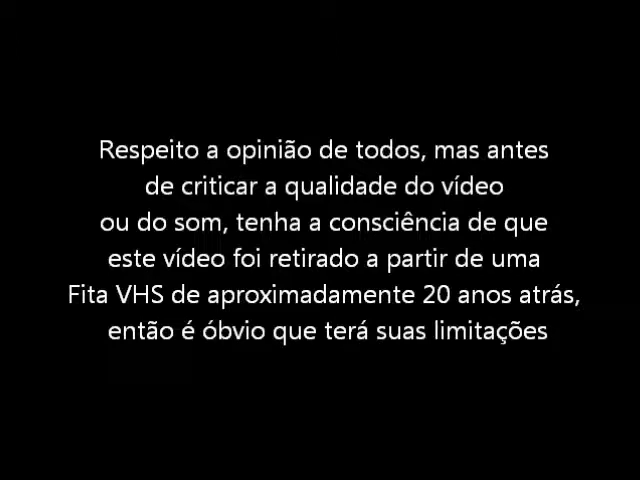 Respeito a opinião de todos, mas antes
de criticar a qualidade do vídeo
ou do som, tenha a consciência de que
este vídeo foi retirado a partir de uma
Fita VHS de aproximadamente 20 anos atrás,
então é óbvio que terá suas limitações